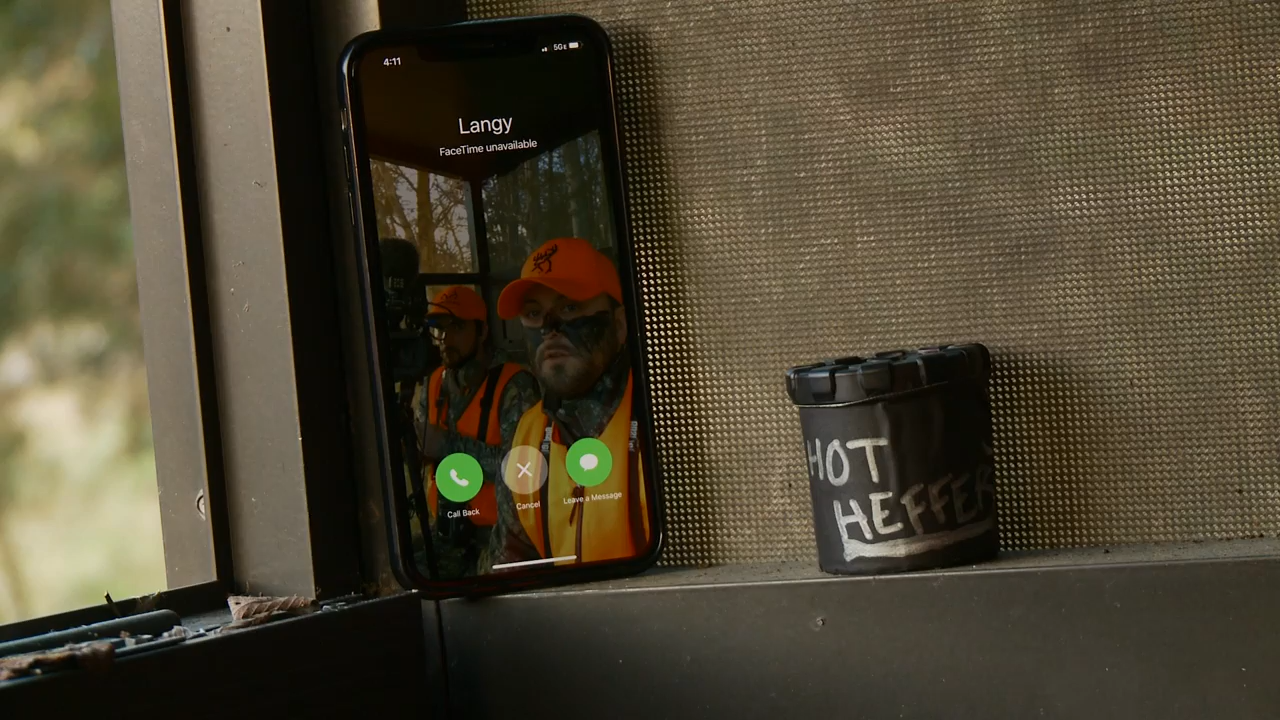 4:11
5GE
Langy
FaceTime unavailable
Call Back
Cancel
Leave a Message
HOT
HEFFER